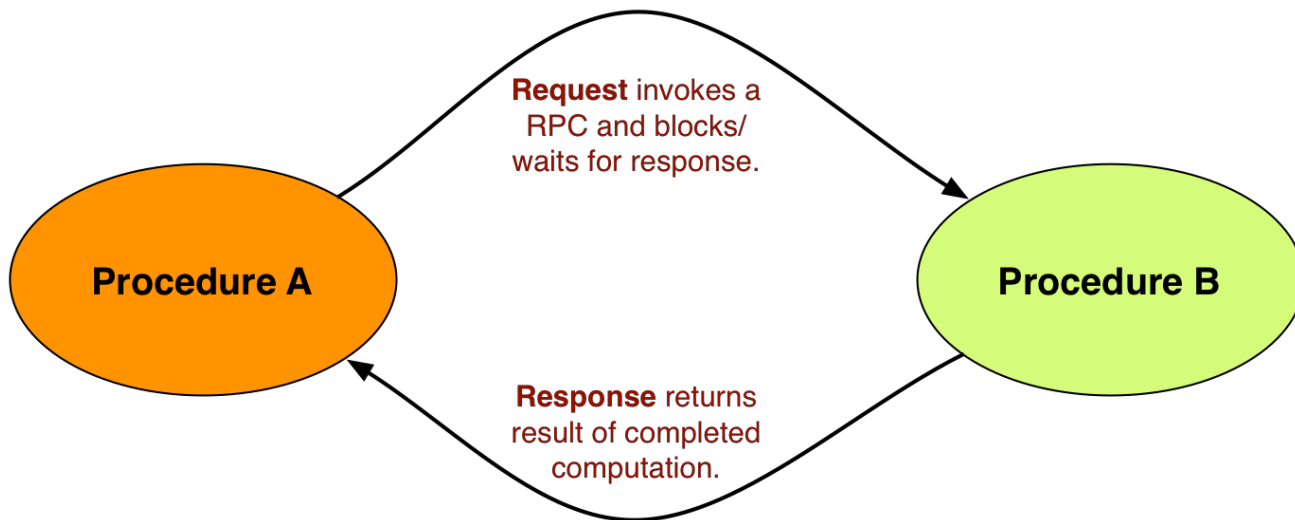 Request invokes a
RPC and blocks/
waits for response.
Procedure A
Procedure B
Response returns
result of completed
computation.